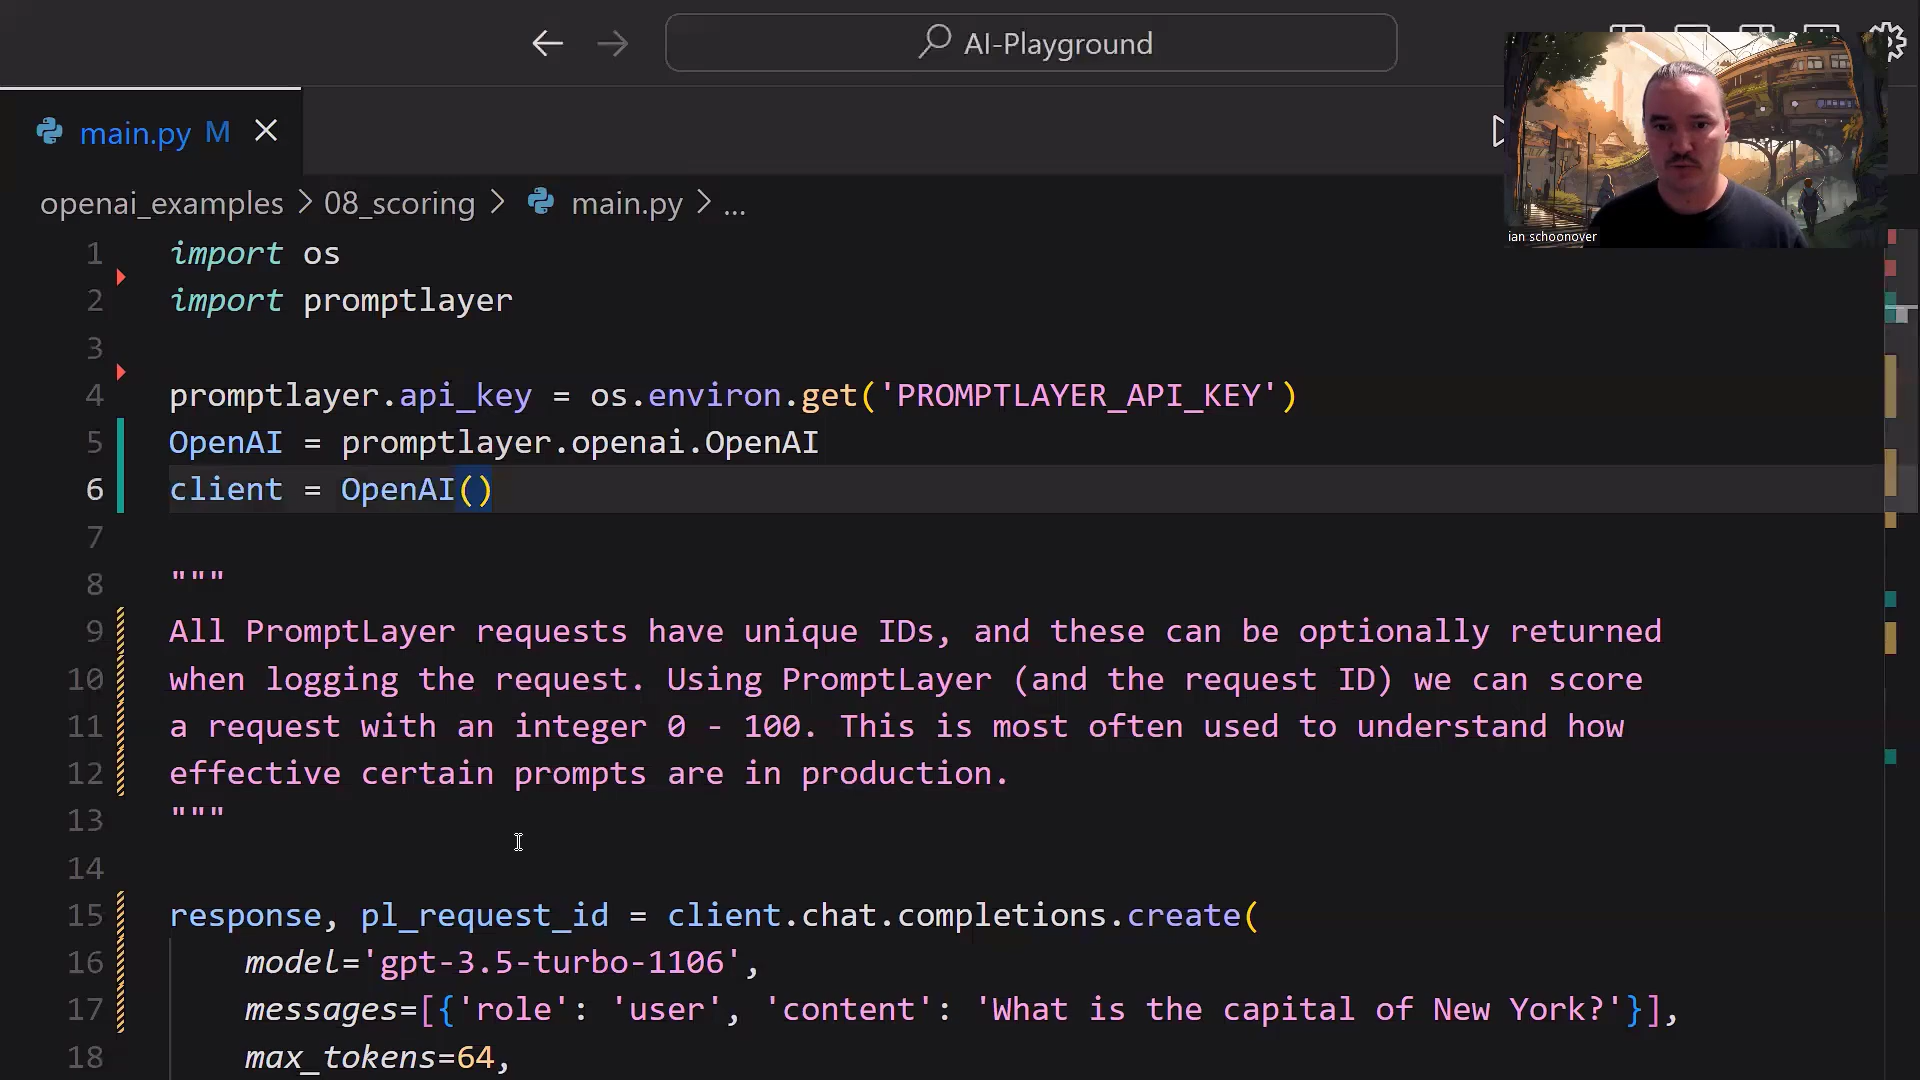 AI-Playground
main.py M
openai_examples > 08_scoring > main.py > ...
ian schoonover
1 import os
2 import promptlayer
3
4 promptlayer.api_key = os.environ.get('PROMPTLAYER_API_KEY')
5 OpenAI = promptlayer.openai.OpenAI
6 client = OpenAI()
7
8 """
9 All PromptLayer requests have unique IDs, and these can be optionally returned
10 when logging the request. Using PromptLayer (and the request ID) we can score
11 a request with an integer 0 - 100. This is most often used to understand how
12 effective certain prompts are in production.
13 """
14
15 response, pl_request_id = client.chat.completions.create(
16 model='gpt-3.5-turbo-1106',
17 messages=[{'role': 'user', 'content': 'What is the capital of New York?'}],
18 max_tokens=64,